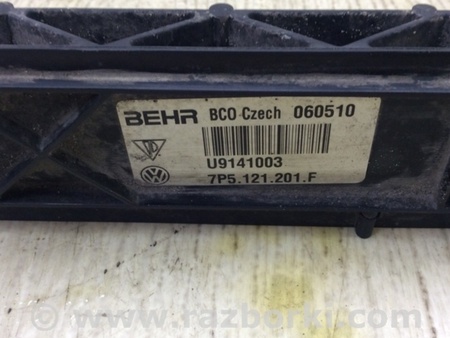 BEHR BCO Czech 060510
U9141003
7P5.121.201.F
www.razborki.com